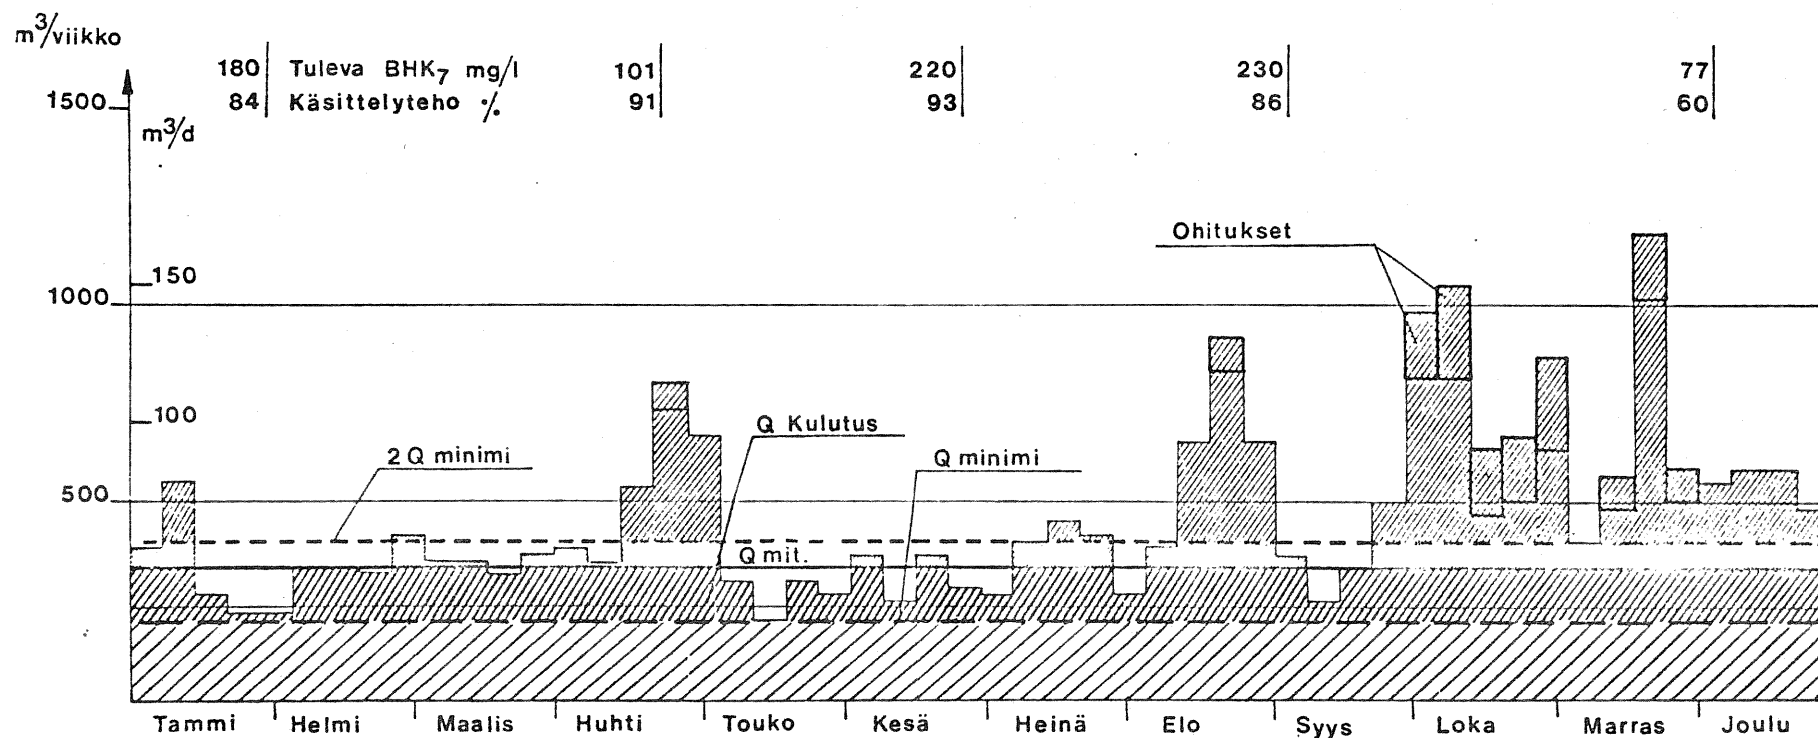 m³/viikko
180 Tuleva BHK₇ mg/l 101 220 230 77
84 Käsittelyteho % 91 93 86 60
1500
m³/d
Ohitukset
150
1000
100
Q Kulutus
2 Q minimi
Q minimi
500
Q mit.
Tammi Helmi Maalis Huhti Touko Kesä Heinä Elo Syys Loka Marras Joulu